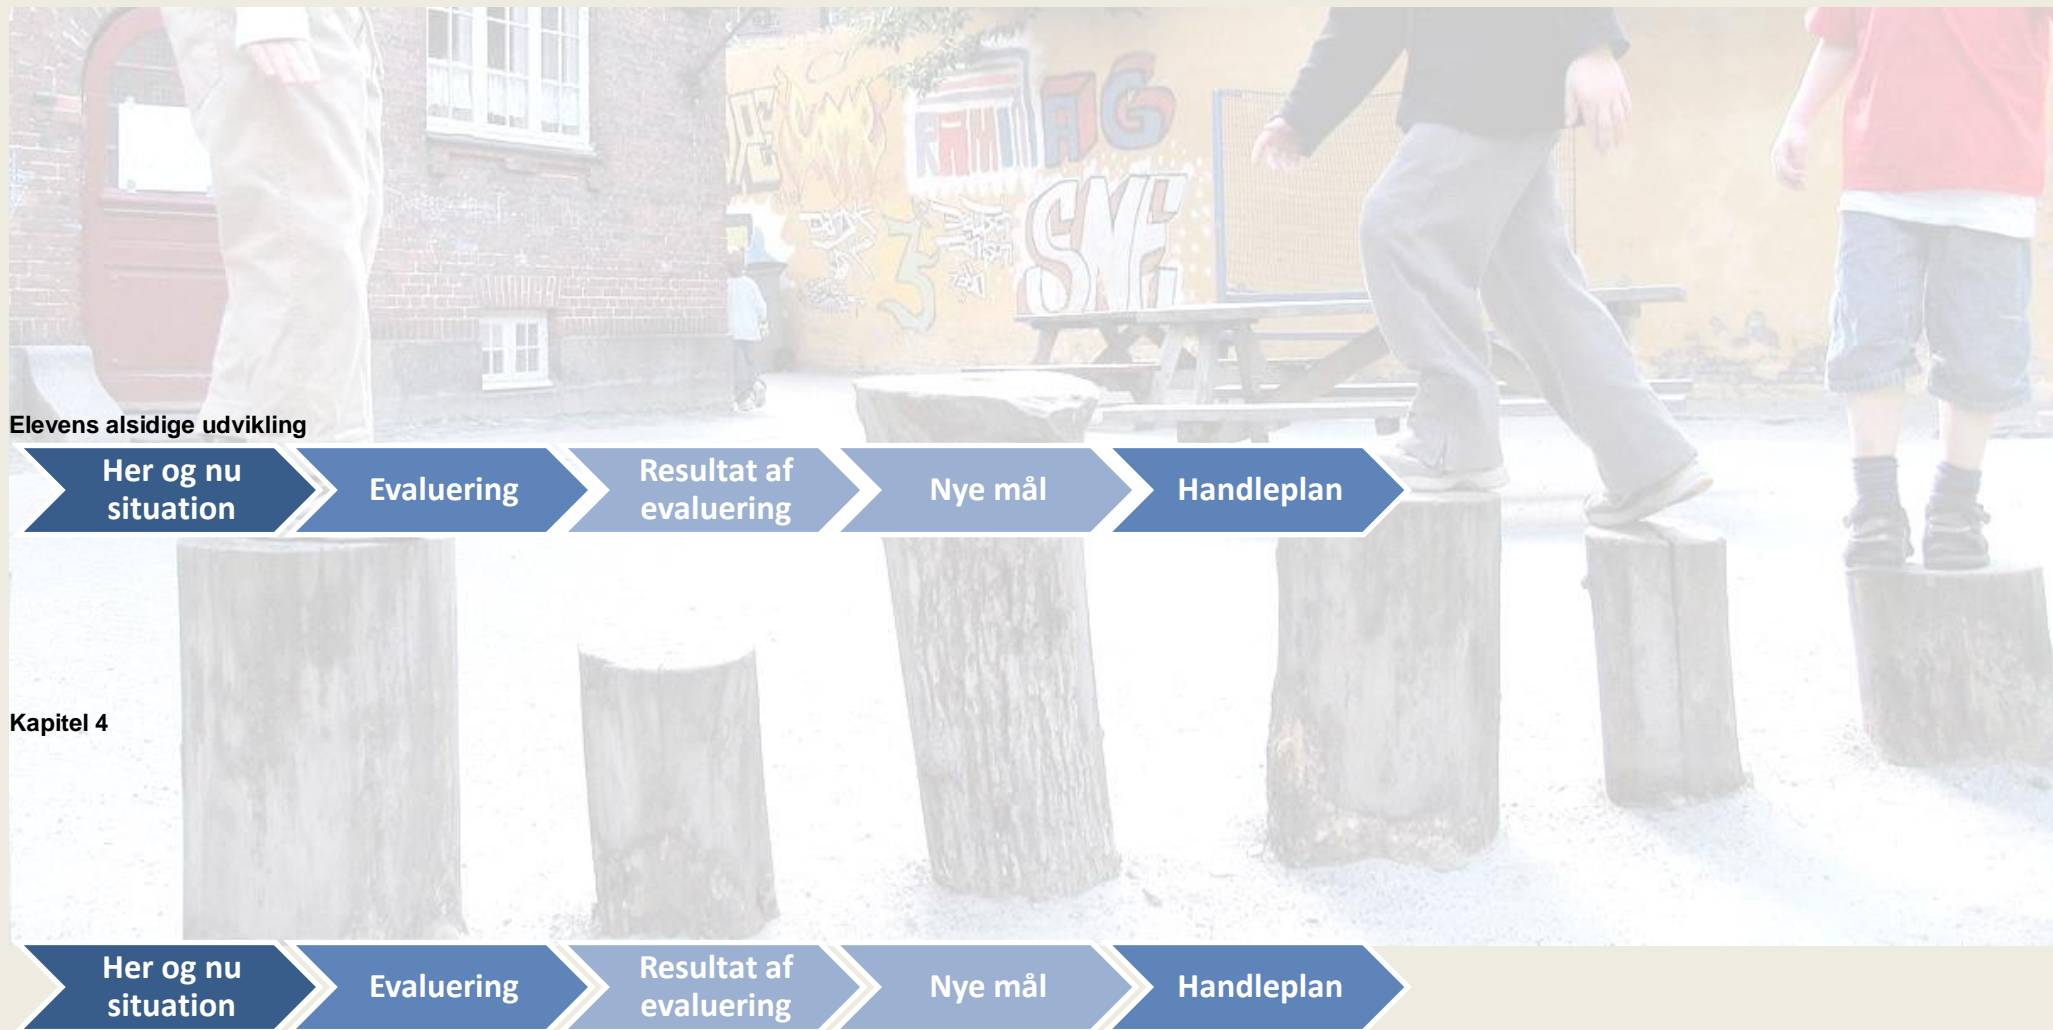 SNE
Elevens alsidige udvikling
Her og nu
situation
Evaluering
Resultat af
evaluering
Nye mål
Handleplan
Kapitel 4
Her og nu
situation
Evaluering
Resultat af
evaluering
Nye mål
Handleplan